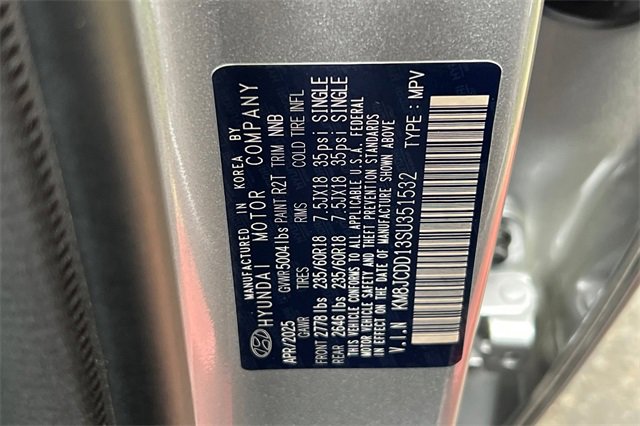 MANUFACTURED IN KOREA BY
HYUNDAI MOTOR COMPANY
APR/2025 GVWR 5004 lbs PAINT R2T TRIM NNB
GAWR TIRES RIMS COLD TIRE INFL
FRONT 2778 lbs 235/60R18 7.5JX18 35psi SINGLE
REAR 2646 lbs 235/60R18 7.5JX18 35psi SINGLE
THIS VEHICLE CONFORMS TO ALL APPLICABLE U.S.A. FEDERAL
MOTOR VEHICLE SAFETY STANDARDS IN EFFECT ON THE
DATE OF MANUFACTURE SHOWN ABOVE
V.I.N KM8JCDD13SU351532 TYPE: MPV